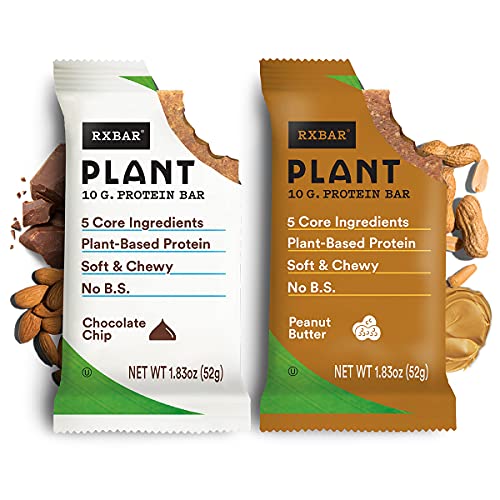 RXBAR®
PLANT
10 G. PROTEIN BAR
5 Core Ingredients
Plant-Based Protein
Soft & Chewy
No B.S.
Chocolate
Chip
U
NET WT 1.83oz (52g)
RXBAR®
PLANT
10 G. PROTEIN BAR
5 Core Ingredients
Plant-Based Protein
Soft & Chewy
No B.S.
Peanut
Butter
U
NET WT 1.83oz (52g)